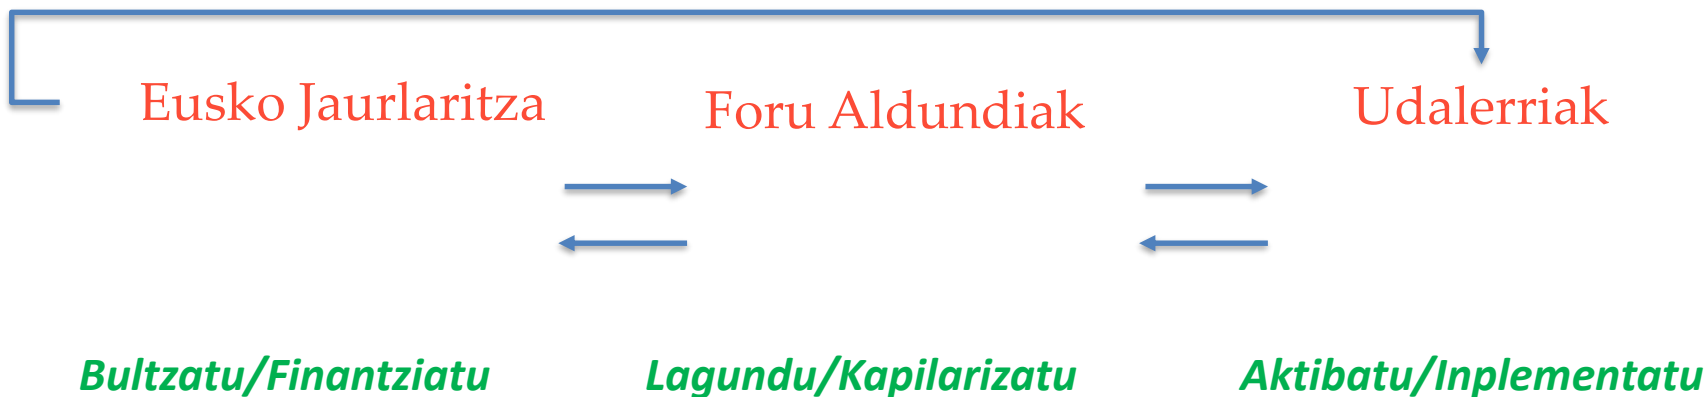 Eusko Jaurlaritza
Foru Aldundiak
Udalerriak
Bultzatu/Finantziatu
Lagundu/Kapilarizatu
Aktibatu/Inplementatu